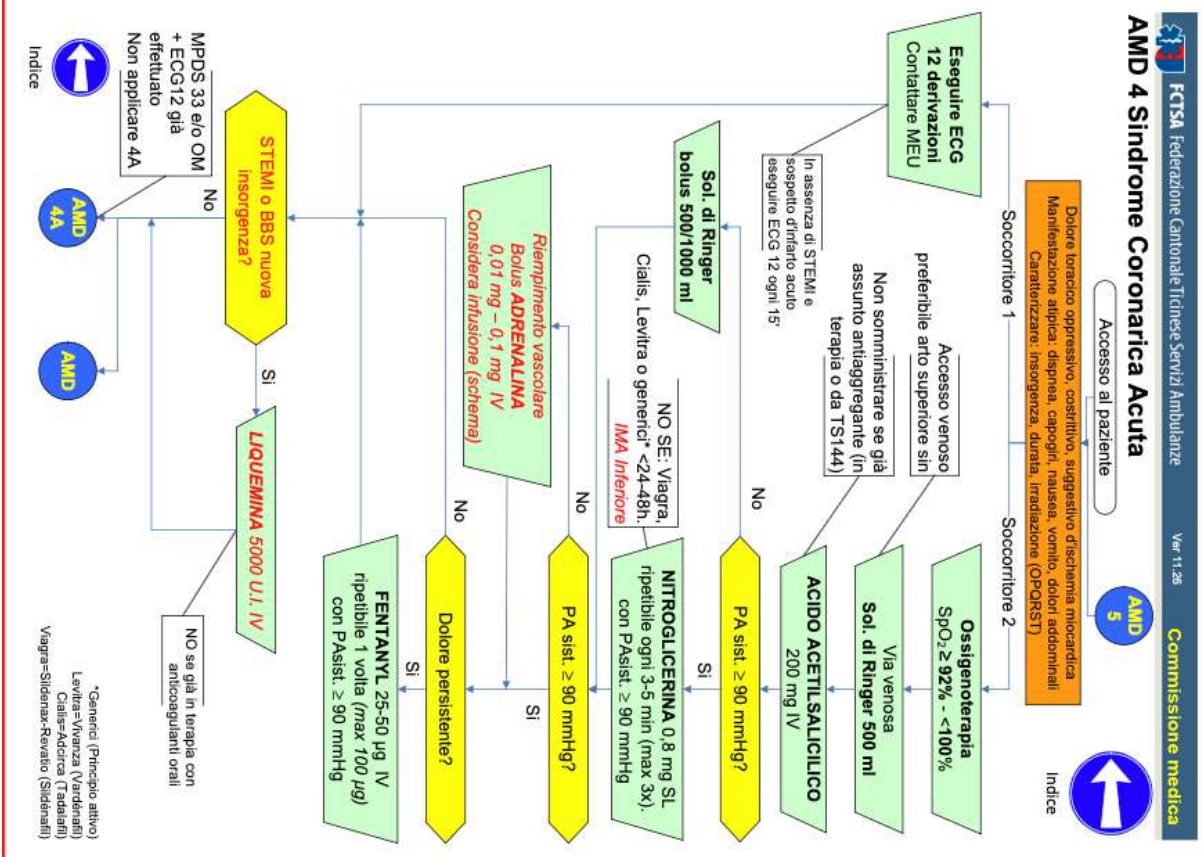 FCTSA Federazione Cantonale Ticinese Servizi Ambulanze
Ver 11.26
Commissione medica
AMD 4 Sindrome Coronarica Acuta
Accesso al paziente
AMD
5
Indice
Dolore toracico oppressivo, costrittivo, suggestivo d'ischemia miocardica
Manifestazione atipica: dispnea, capogiri, nausea, vomito, dolori addominali
Caratterizzare: insorgenza, durata, irradiazione (OPQRST)
Soccorritore 1
Soccorritore 2
Eseguire ECG
12 derivazioni
Contattare MEU
In assenza di STEMI e
sospetto d'infarto acuto
eseguire ECG 12 ogni 15'
Ossigenoterapia
SpO₂ ≥ 92% - <100%
Accesso venoso
preferibile arto superiore sin
Via venosa
Sol. di Ringer 500 ml
Non somministrare se già
assunto antiaggregante (in
terapia o da TS144)
ACIDO ACETILSALICILICO
200 mg IV
PA sist. ≥ 90 mmHg?
No
Si
Sol. di Ringer
bolus 500/1000 ml
NO SE: Viagra,
Cialis, Levitra o generici* <24-48h.
IMA Inferiore
NITROGLICERINA 0,8 mg SL
ripetibile ogni 3-5 min (max 3x).
con PAsist. ≥ 90 mmHg
PA sist. ≥ 90 mmHg?
No
Si
Riempimento vascolare
Bolus ADRENALINA
0,01 mg – 0,1 mg IV
Considera infusione (schema)
Dolore persistente?
No
Si
FENTANYL 25-50 µg IV
ripetibile 1 volta (max 100 µg)
con PAsist. ≥ 90 mmHg
STEMI o BBS nuova
insorgenza?
No
Si
LIQUEMINA 5000 U.I. IV
NO se già in terapia con
anticoagulanti orali
MPDS 33 e/o OM
+ ECG12 già
effettuato
Non applicare 4A
AMD
4A
AMD
Indice
*Generici (Principio attivo)
Levitra=Vivanza (Vardénafil)
Cialis=Adcirca (Tadalafil)
Viagra=Sildenax-Revatio (Sildénafil)